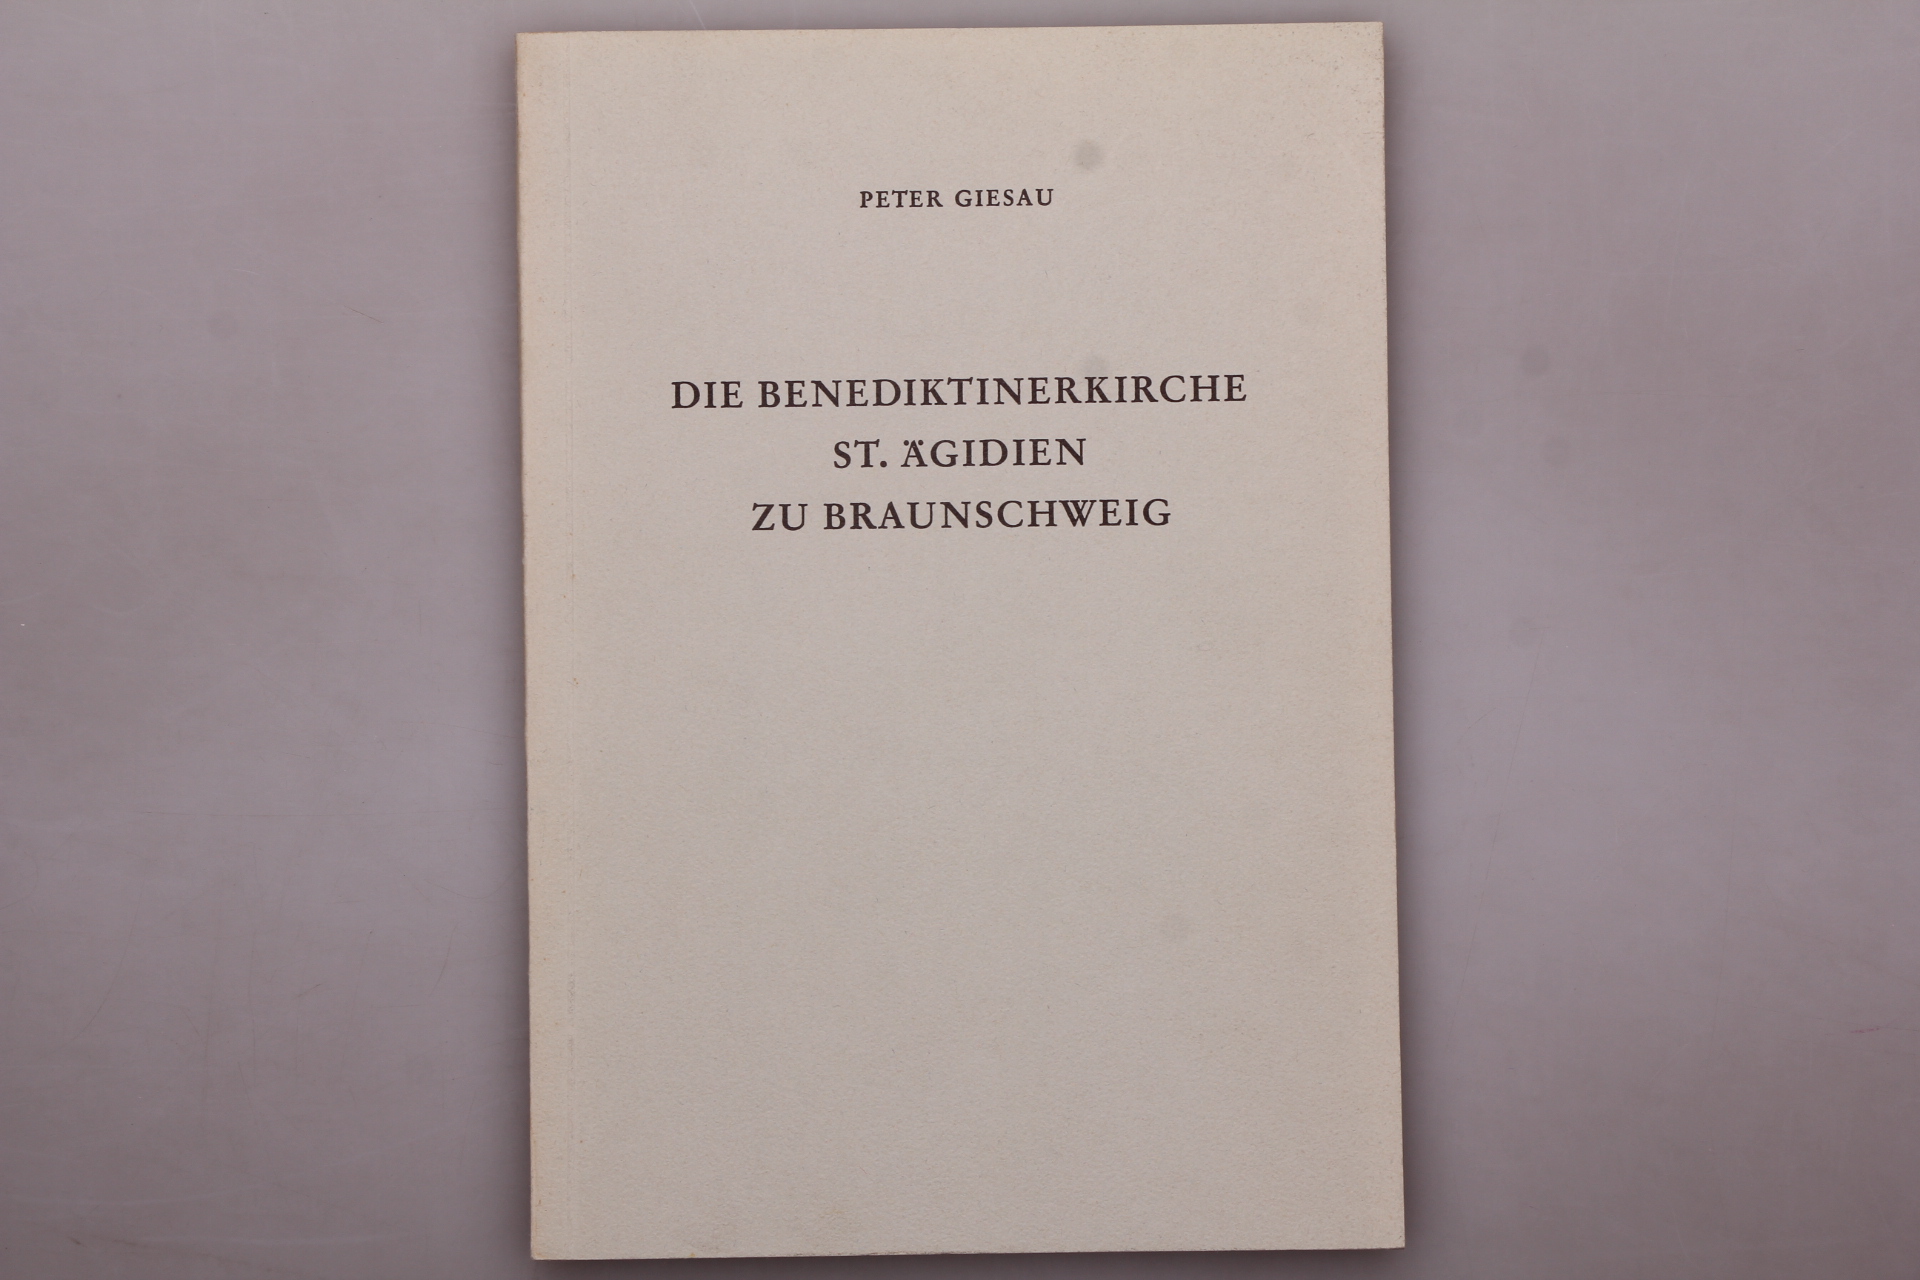 PETER GIESAU
DIE BENEDIKTINERKIRCHE
ST. ÄGIDIEN
ZU BRAUNSCHWEIG